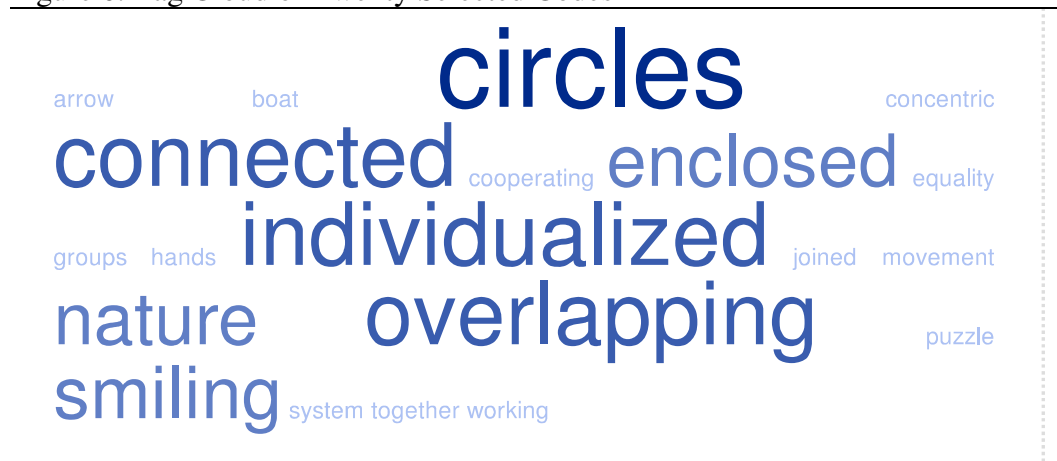 arrow boat circles concentric
connected cooperating enclosed equality
groups hands individualized joined movement
nature overlapping puzzle
smiling system together working